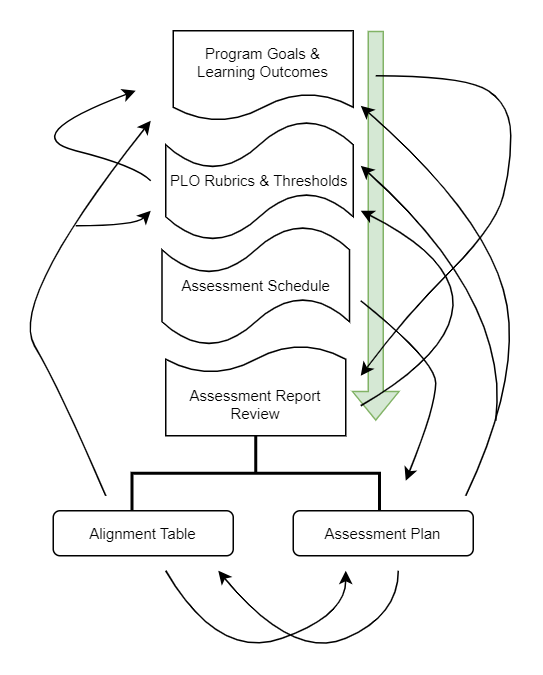 Program Goals &
Learning Outcomes
PLO Rubrics & Thresholds
Assessment Schedule
Assessment Report
Review
Alignment Table
Assessment Plan